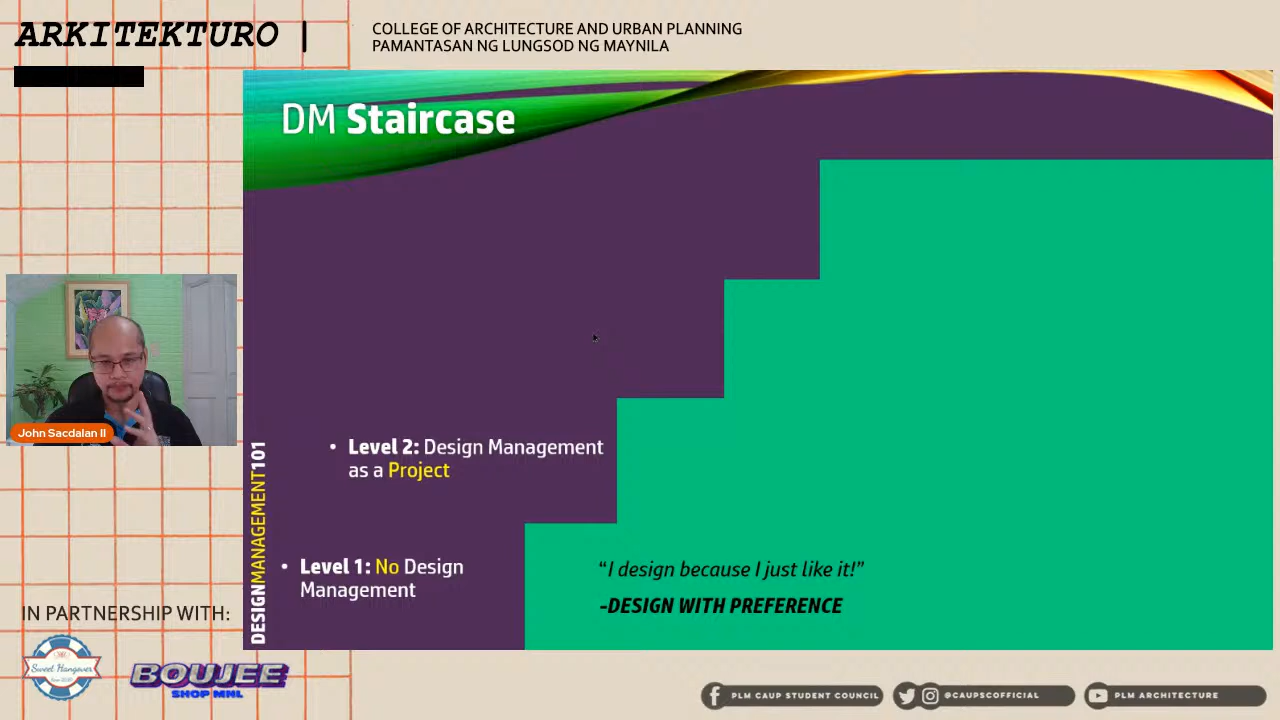 ARKITEKTURO |
COLLEGE OF ARCHITECTURE AND URBAN PLANNING
PAMANTASAN NG LUNGSOD NG MAYNILA
DM Staircase
• Level 2: Design Management
as a Project
• Level 1: No Design
Management
“I design because I just like it!”
-DESIGN WITH PREFERENCE
DESIGNMANAGEMENT101
John Sacdalan II
IN PARTNERSHIP WITH:
Sweet Hangover
BOUJEE
SHOP MNL
PLM CAUP STUDENT COUNCIL
@CAUPSCOFFICIAL
PLM ARCHITECTURE